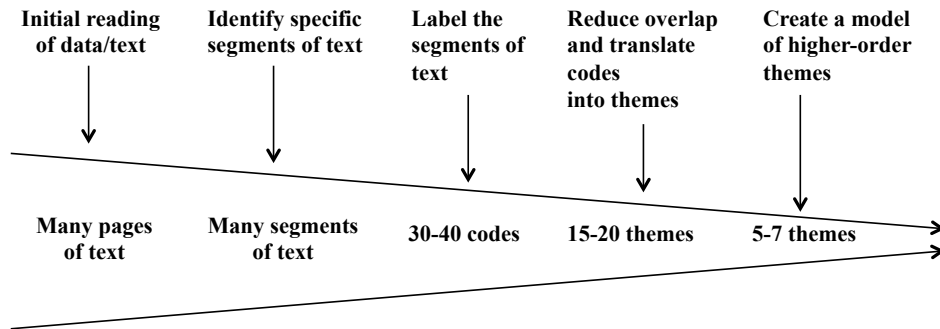 Initial reading
of data/text
Identify specific
segments of text
Label the
segments of
text
Reduce overlap
and translate
codes
into themes
Create a model
of higher-order
themes
Many pages
of text
Many segments
of text
30-40 codes
15-20 themes
5-7 themes